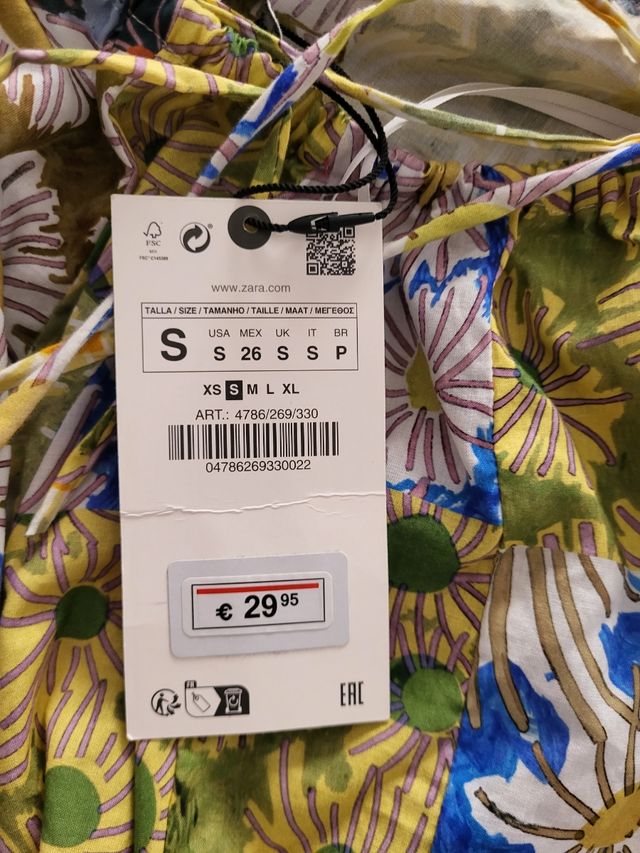 FSC
www.zara.com
TALLA / SIZE / TAMANHO / TAILLE / MAAT / ΜΕΓΕΘΟΣ
S
USA MEX UK IT BR
S 26 S S P
XS S M L XL
ART.: 4786/269/330
04786269330022
€ 29 95
FR
EAC